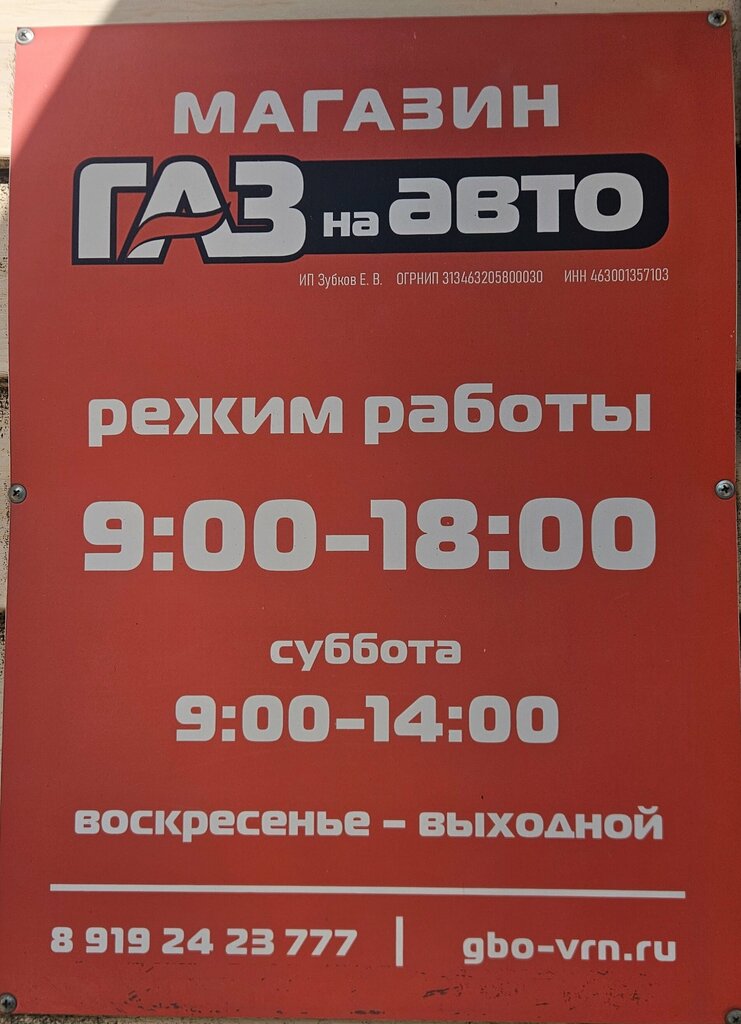 МАГАЗИН
ГАЗ на авто
ИП Зубков Е. В. ОГРНИП 313463205800030 ИНН 463001357103
режим работы
9:00–18:00
суббота
9:00–14:00
воскресенье – выходной
8 919 24 23 777 | gbo-vrn.ru